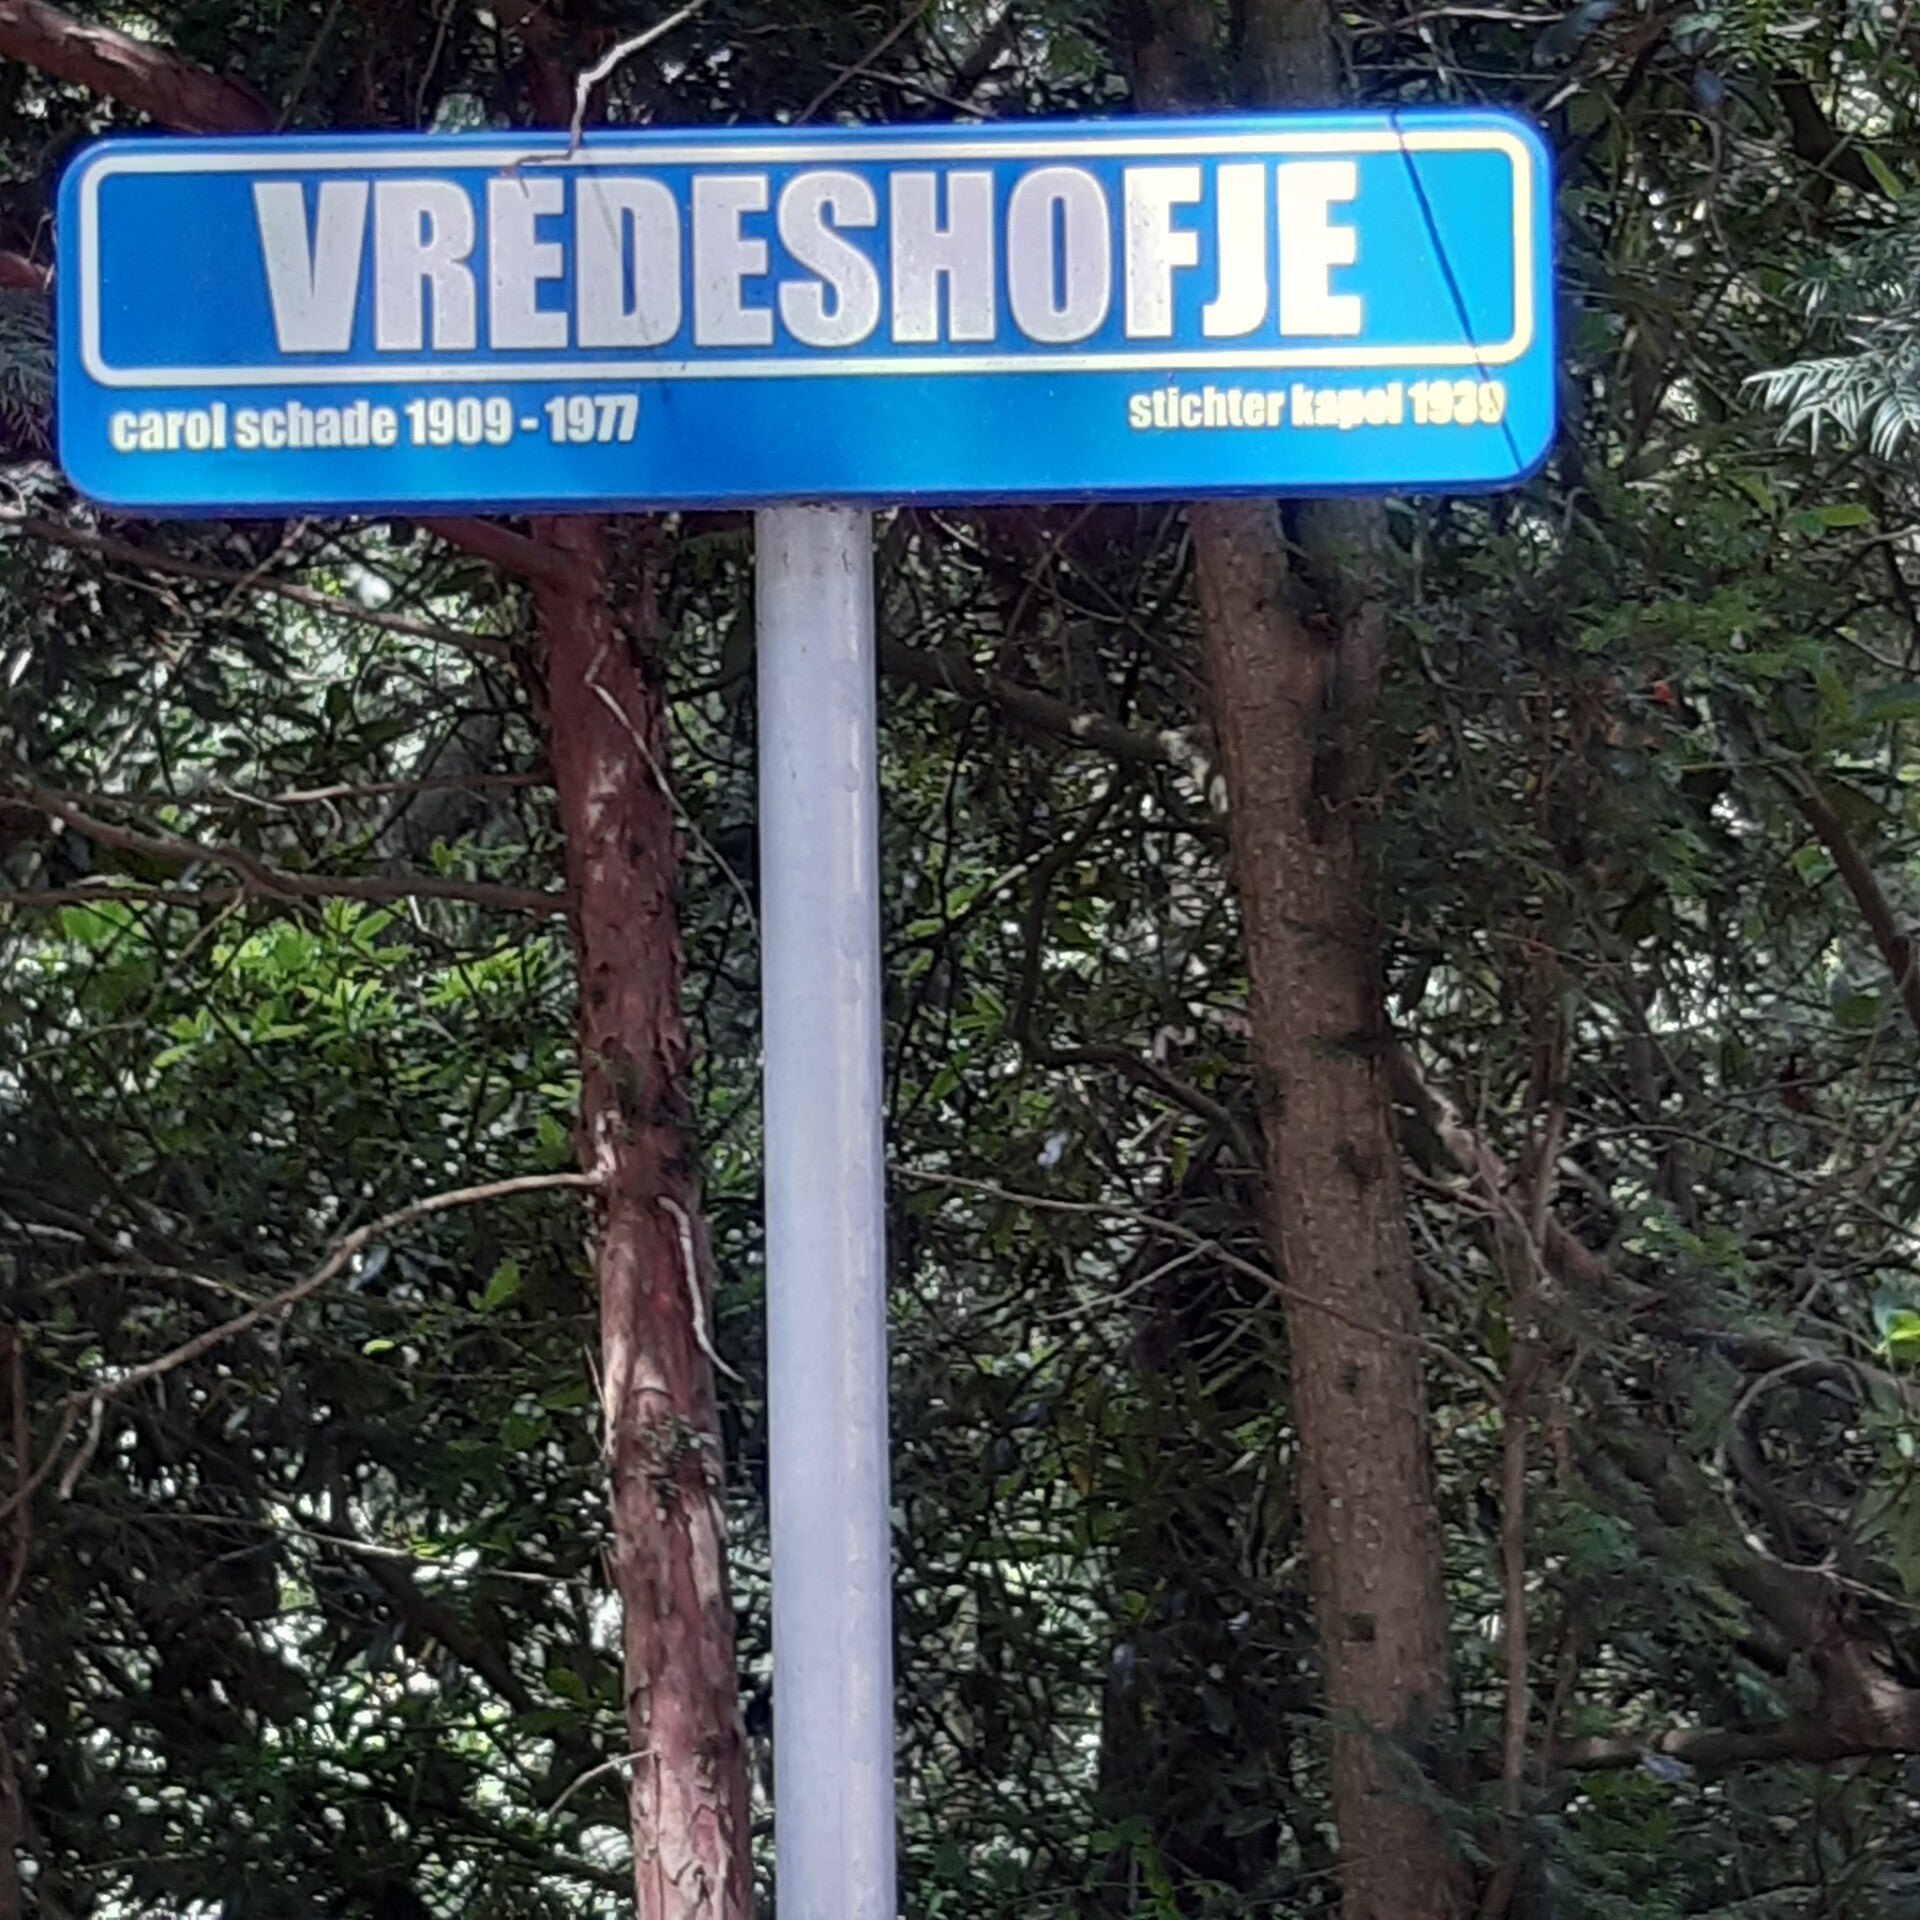 VREDESHOFJE
carol schade 1909 - 1977
stichter kapel 1939